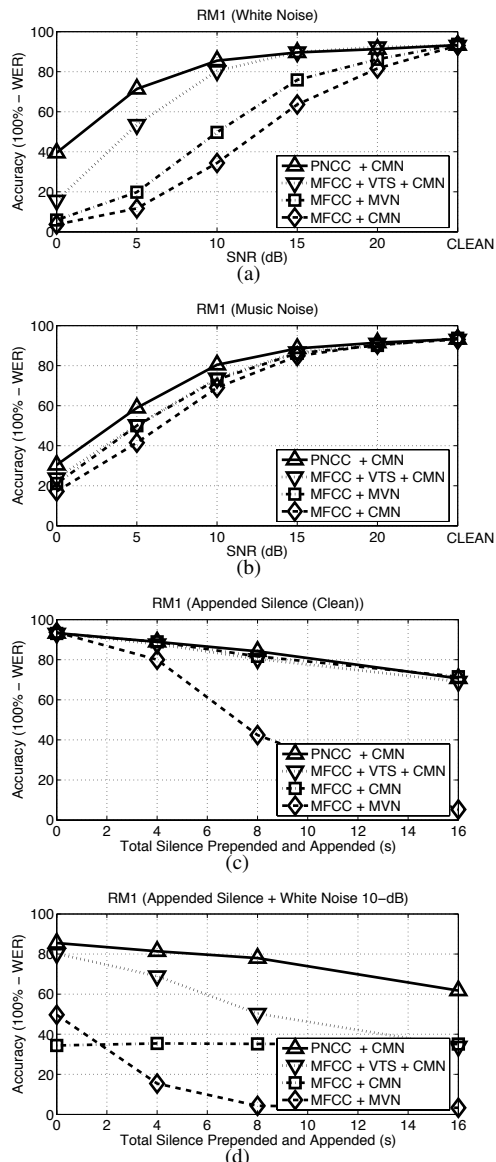 RM1 (White Noise)
100
80
60
40
20
0
Accuracy (100% − WER)
PNCC + CMN
MFCC + VTS + CMN
MFCC + MVN
MFCC + CMN
0 5 10 15 20 CLEAN
SNR (dB)
(a)
RM1 (Music Noise)
100
80
60
40
20
0
Accuracy (100% − WER)
PNCC + CMN
MFCC + VTS + CMN
MFCC + MVN
MFCC + CMN
0 5 10 15 20 CLEAN
SNR (dB)
(b)
RM1 (Appended Silence (Clean))
100
80
60
40
20
0
Accuracy (100% − WER)
PNCC + CMN
MFCC + VTS + CMN
MFCC + CMN
MFCC + MVN
0 2 4 6 8 10 12 14 16
Total Silence Prepended and Appended (s)
(c)
RM1 (Appended Silence + White Noise 10−dB)
100
80
60
40
20
0
Accuracy (100% − WER)
PNCC + CMN
MFCC + VTS + CMN
MFCC + CMN
MFCC + MVN
0 2 4 6 8 10 12 14 16
Total Silence Prepended and Appended (s)
(d)